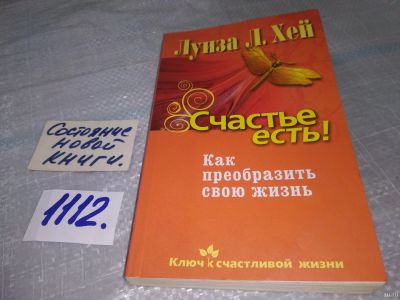 Луиза Л. Хей
Счастье
есть!
Как
преобразить
свою жизнь
Ключ к счастливой жизни
Состояние
новой
книги.
1112.